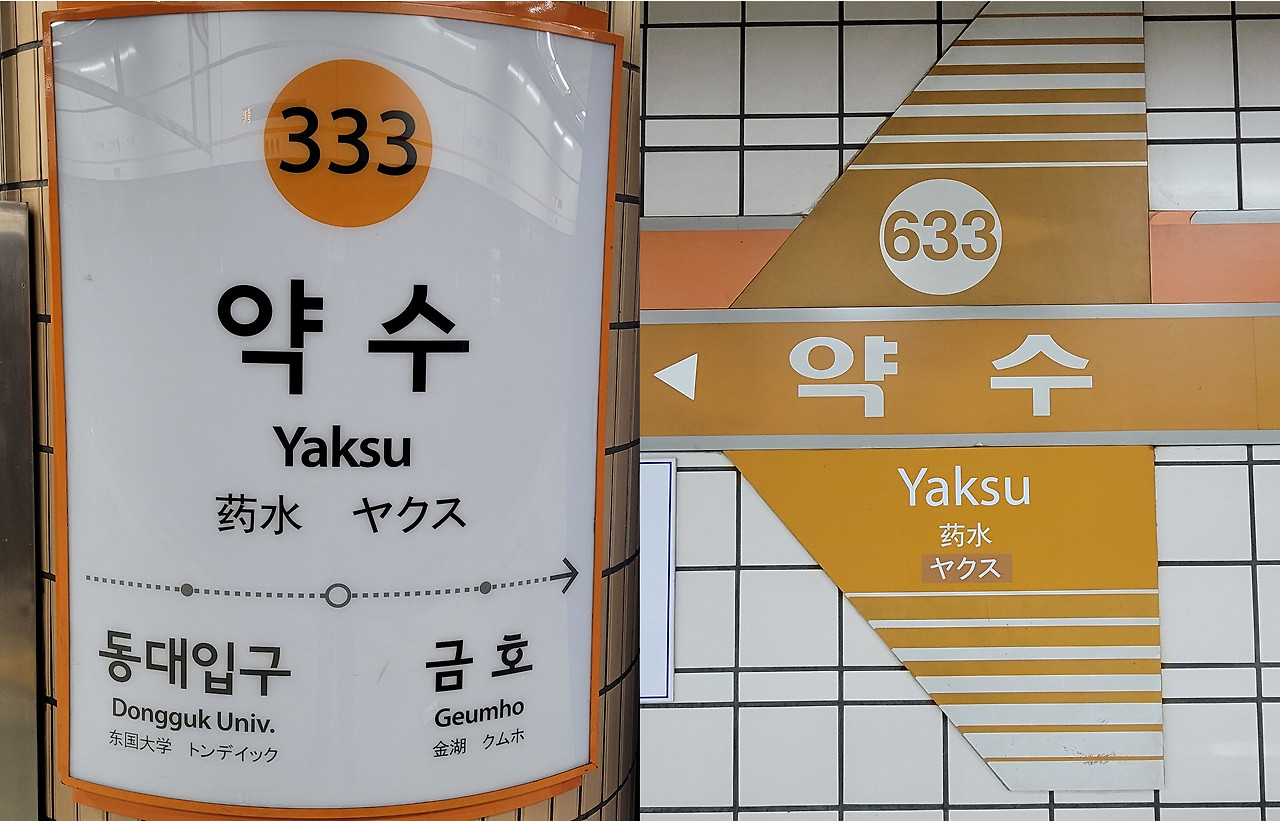 333
약 수
Yaksu
药水 ヤクス
동대입구 금 호
Dongguk Univ. Geumho
东国大学 トンデイック 金湖 クムホ
633
약 수
Yaksu
药水
ヤクス